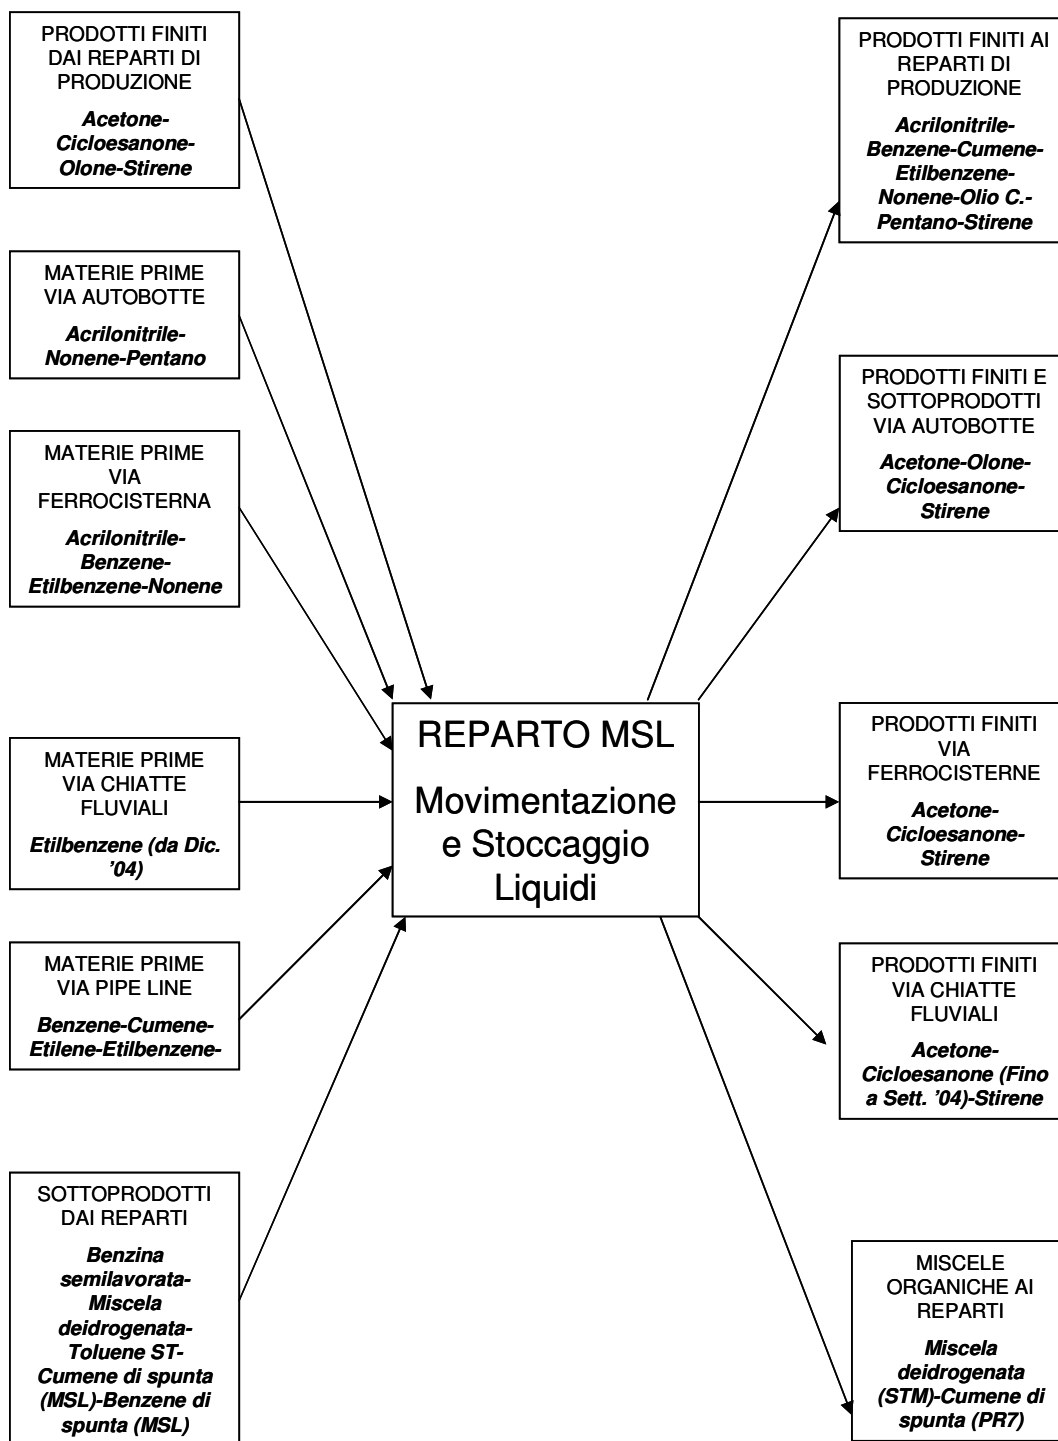 PRODOTTI FINITI
DAI REPARTI DI
PRODUZIONE
Acetone-
Cicloesanone-
Olone-Stirene
MATERIE PRIME
VIA AUTOBOTTE
Acrilonitrile-
Nonene-Pentano
MATERIE PRIME
VIA
FERROCISTERNA
Acrilonitrile-
Benzene-
Etilbenzene-Nonene
MATERIE PRIME
VIA CHIATTE
FLUVIALI
Etilbenzene (da Dic.
’04)
MATERIE PRIME
VIA PIPE LINE
Benzene-Cumene-
Etilene-Etilbenzene-
SOTTOPRODOTTI
DAI REPARTI
Benzina
semilavorata-
Miscela
deidrogenata-
Toluene ST-
Cumene di spunta
(MSL)-Benzene di
spunta (MSL)
REPARTO MSL
Movimentazione
e Stoccaggio
Liquidi
PRODOTTI FINITI AI
REPARTI DI
PRODUZIONE
Acrilonitrile-
Benzene-Cumene-
Etilbenzene-
Nonene-Olio C.-
Pentano-Stirene
PRODOTTI FINITI E
SOTTOPRODOTTI
VIA AUTOBOTTE
Acetone-Olone-
Cicloesanone-
Stirene
PRODOTTI FINITI
VIA
FERROCISTERNE
Acetone-
Cicloesanone-
Stirene
PRODOTTI FINITI
VIA CHIATTE
FLUVIALI
Acetone-
Cicloesanone (Fino
a Sett. ’04)-Stirene
MISCELE
ORGANICHE AI
REPARTI
Miscela
deidrogenata
(STM)-Cumene di
spunta (PR7)